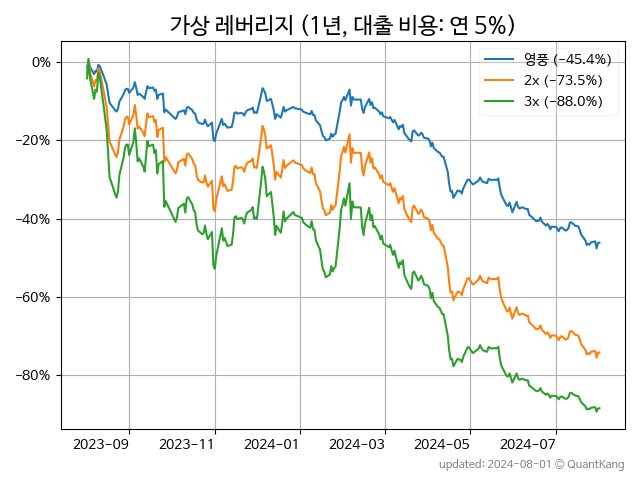 가상 레버리지 (1년, 대출 비용: 연 5%)
영풍 (−45.4%)
2x (−73.5%)
3x (−88.0%)
0%
−20%
−40%
−60%
−80%
2023-09 2023-11 2024-01 2024-03 2024-05 2024-07
updated: 2024-08-01 © QuantKang